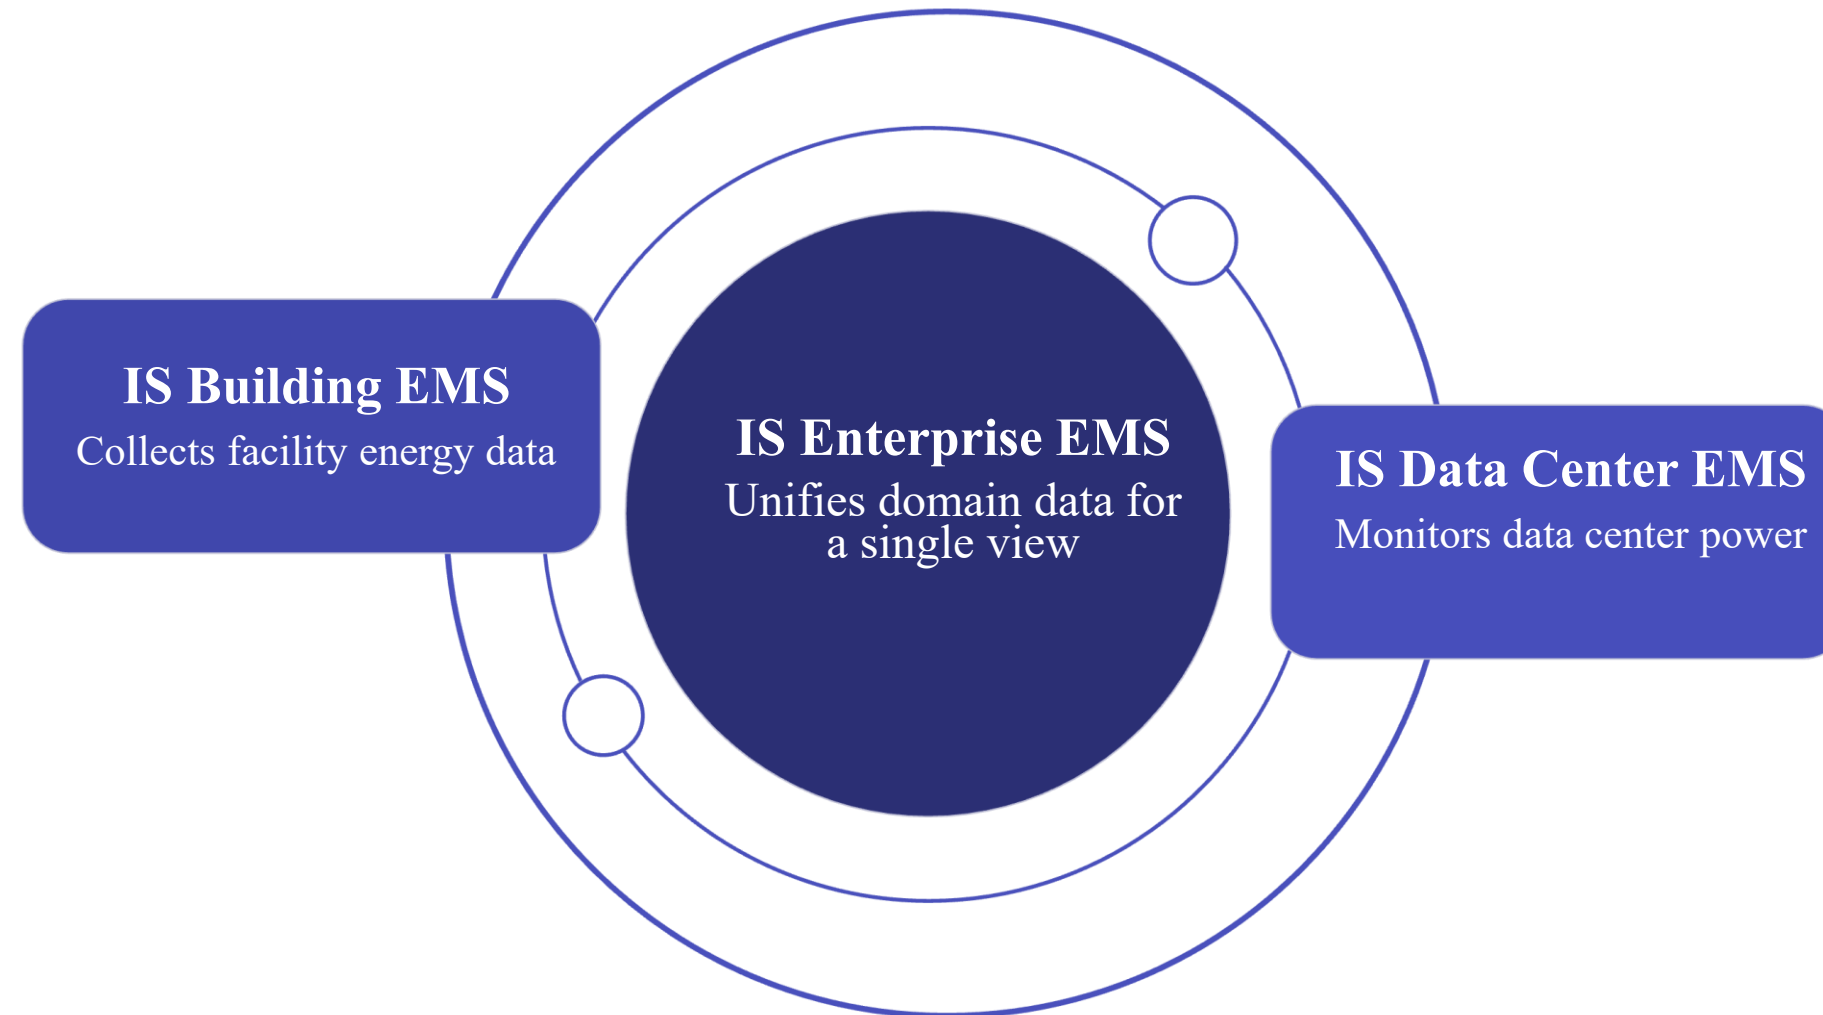 IS Building EMS
Collects facility energy data
IS Enterprise EMS
Unifies domain data for
a single view
IS Data Center EMS
Monitors data center power